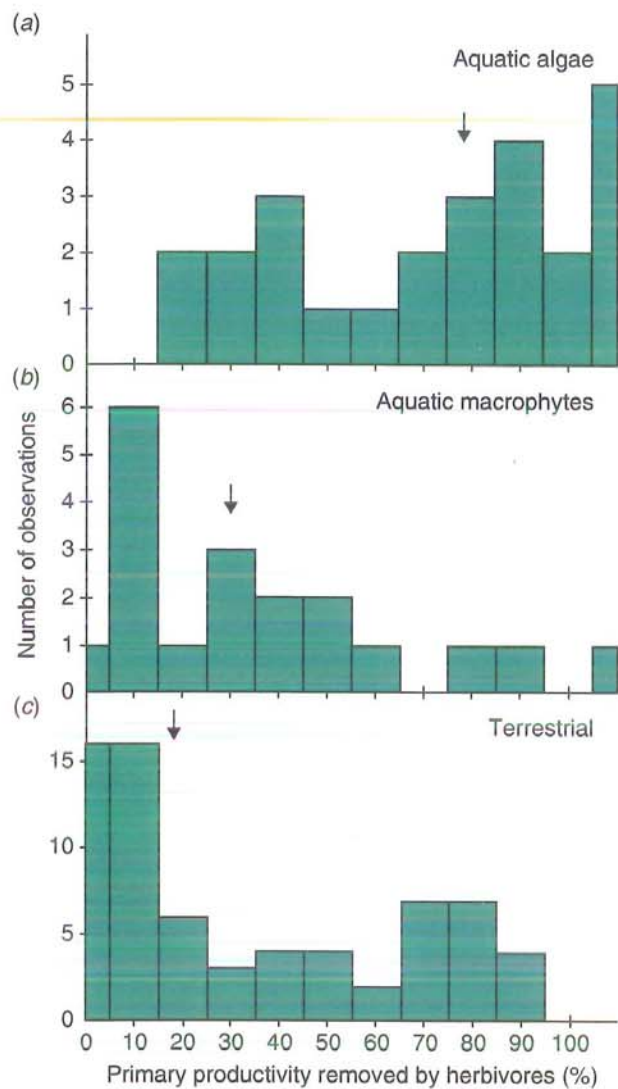 (a)
Aquatic algae
5
4
3
2
1
0
(b)
Aquatic macrophytes
6
5
4
3
2
1
0
Number of observations
(c)
Terrestrial
15
10
5
0
0 10 20 30 40 50 60 70 80 90 100
Primary productivity removed by herbivores (%)